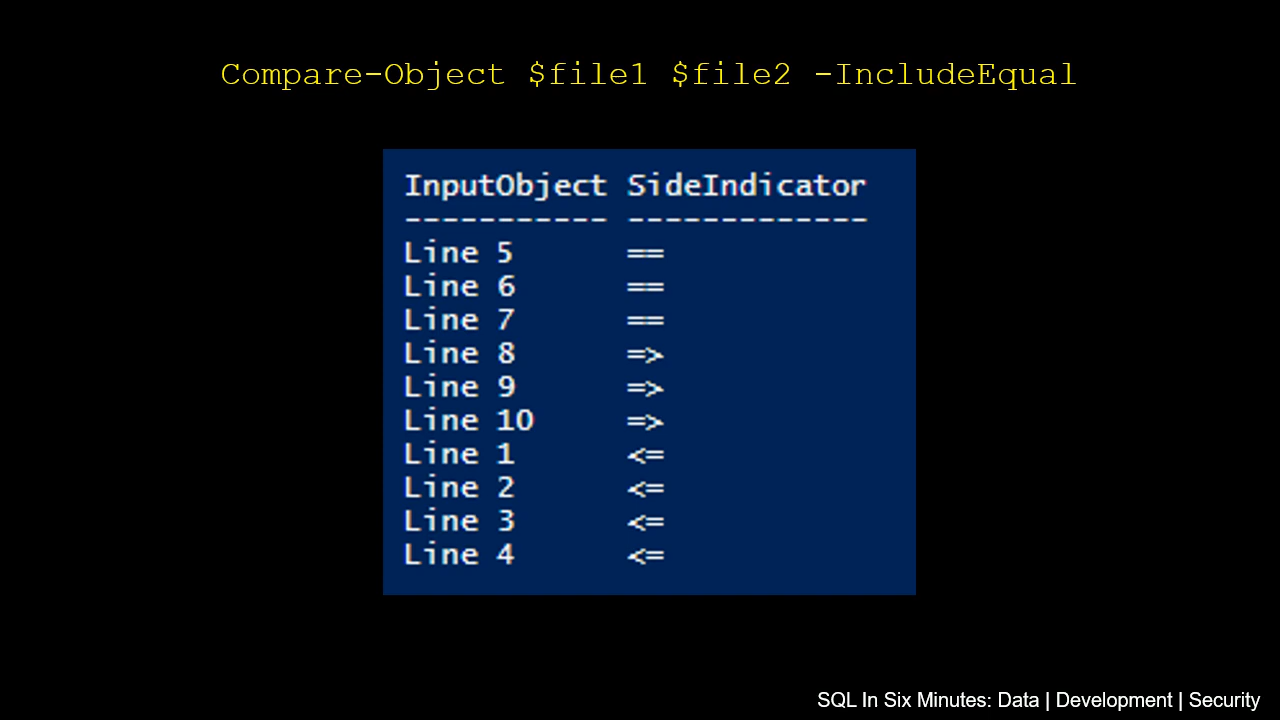 Compare-Object $file1 $file2 -IncludeEqual
InputObject SideIndicator
----------- -------------
Line 5 ==
Line 6 ==
Line 7 ==
Line 8 =>
Line 9 =>
Line 10 =>
Line 1 <=
Line 2 <=
Line 3 <=
Line 4 <=
SQL In Six Minutes: Data | Development | Security